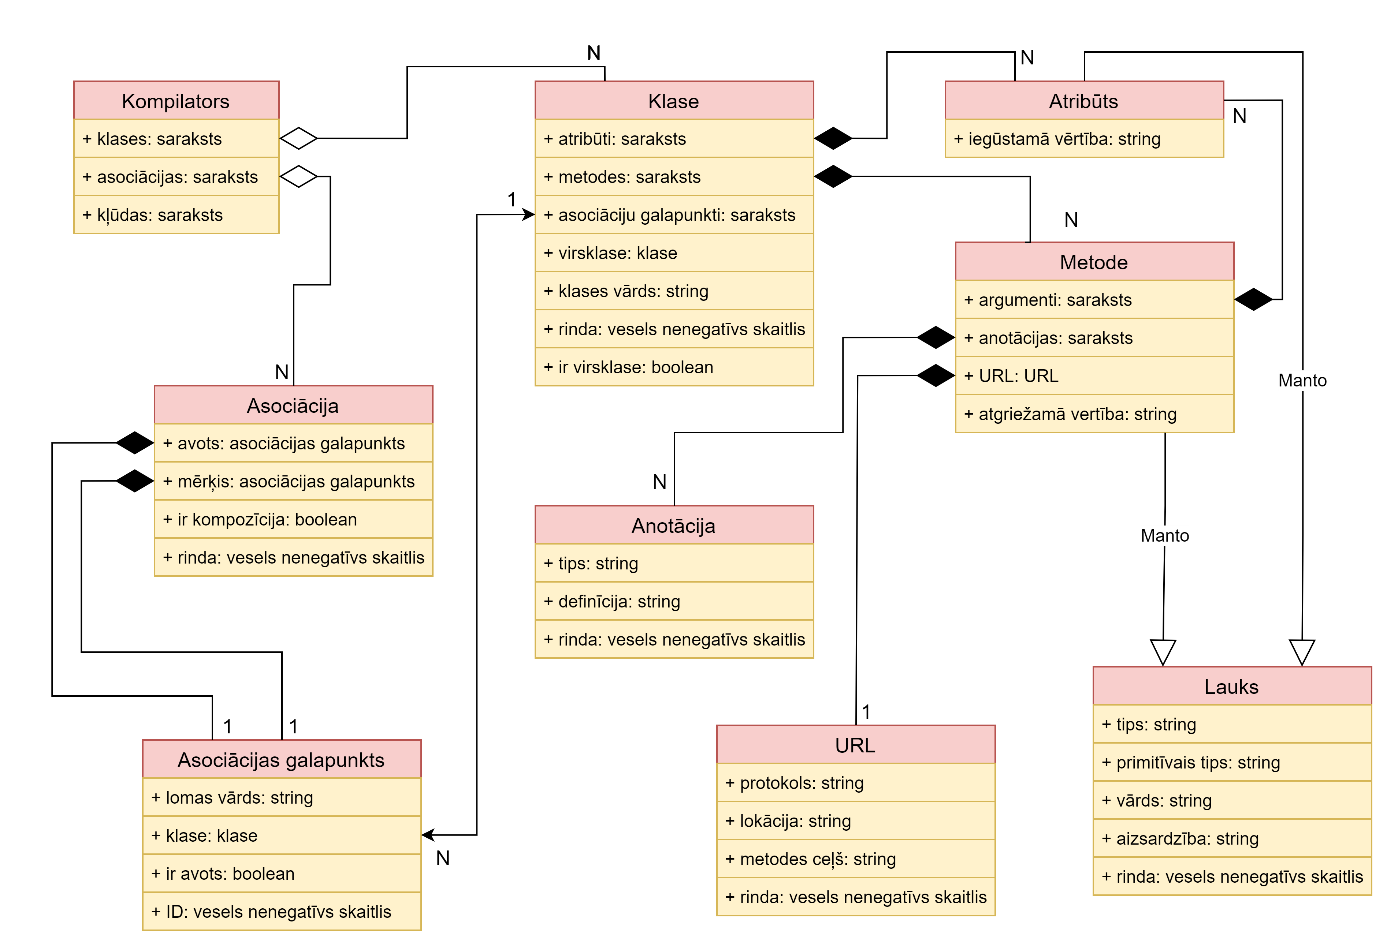 N
Kompilators
+ klases: saraksts
+ asociācijas: saraksts
+ kļūdas: saraksts
Klase
+ atribūti: saraksts
+ metodes: saraksts
+ asociāciju galapunkti: saraksts
+ virsklase: klase
+ klases vārds: string
+ rinda: vesels nenegatīvs skaitlis
+ ir virsklase: boolean
1
N
Atribūts
+ iegūstamā vērtība: string
N
N
Metode
+ argumenti: saraksts
+ anotācijas: saraksts
+ URL: URL
+ atgriežamā vertība: string
Manto
Manto
N
Asociācija
+ avots: asociācijas galapunkts
+ mērķis: asociācijas galapunkts
+ ir kompozīcija: boolean
+ rinda: vesels nenegatīvs skaitlis
N
Anotācija
+ tips: string
+ definīcija: string
+ rinda: vesels nenegatīvs skaitlis
1
1
Asociācijas galapunkts
+ lomas vārds: string
+ klase: klase
+ ir avots: boolean
+ ID: vesels nenegatīvs skaitlis
N
1
URL
+ protokols: string
+ lokācija: string
+ metodes ceļš: string
+ rinda: vesels nenegatīvs skaitlis
Lauks
+ tips: string
+ primitīvais tips: string
+ vārds: string
+ aizsardzība: string
+ rinda: vesels nenegatīvs skaitlis